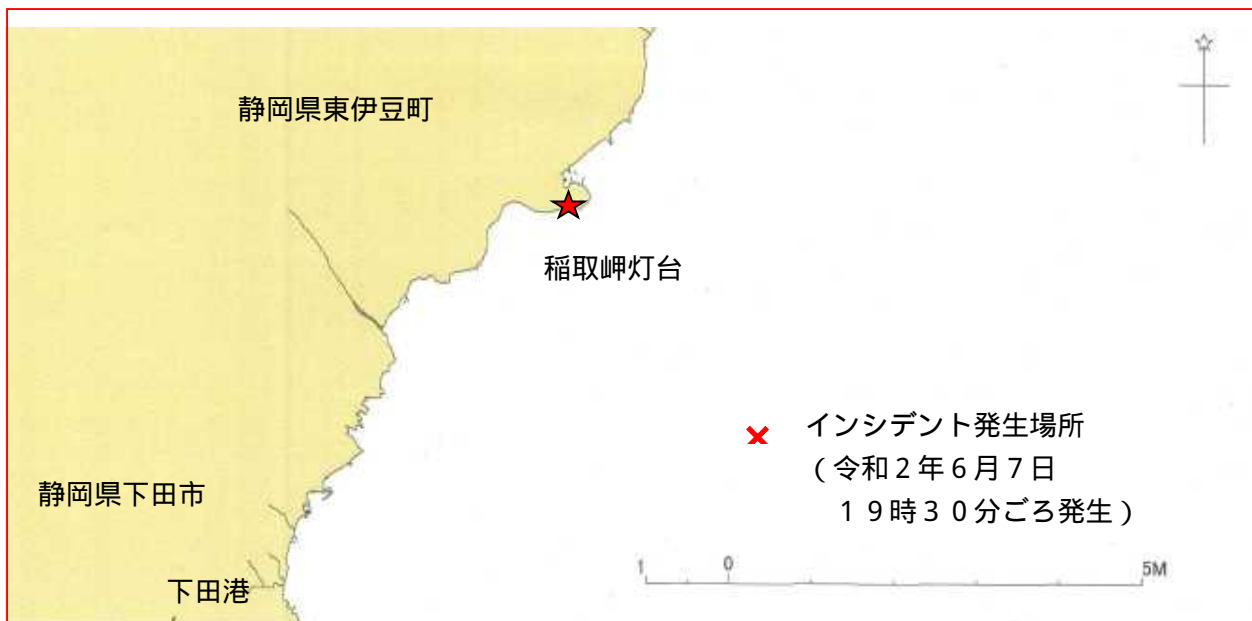 静岡県東伊豆町
稲取岬灯台
インシデント発生場所
（令和２年６月７日
１９時３０分ごろ発生）
静岡県下田市
下田港
1 0 5M